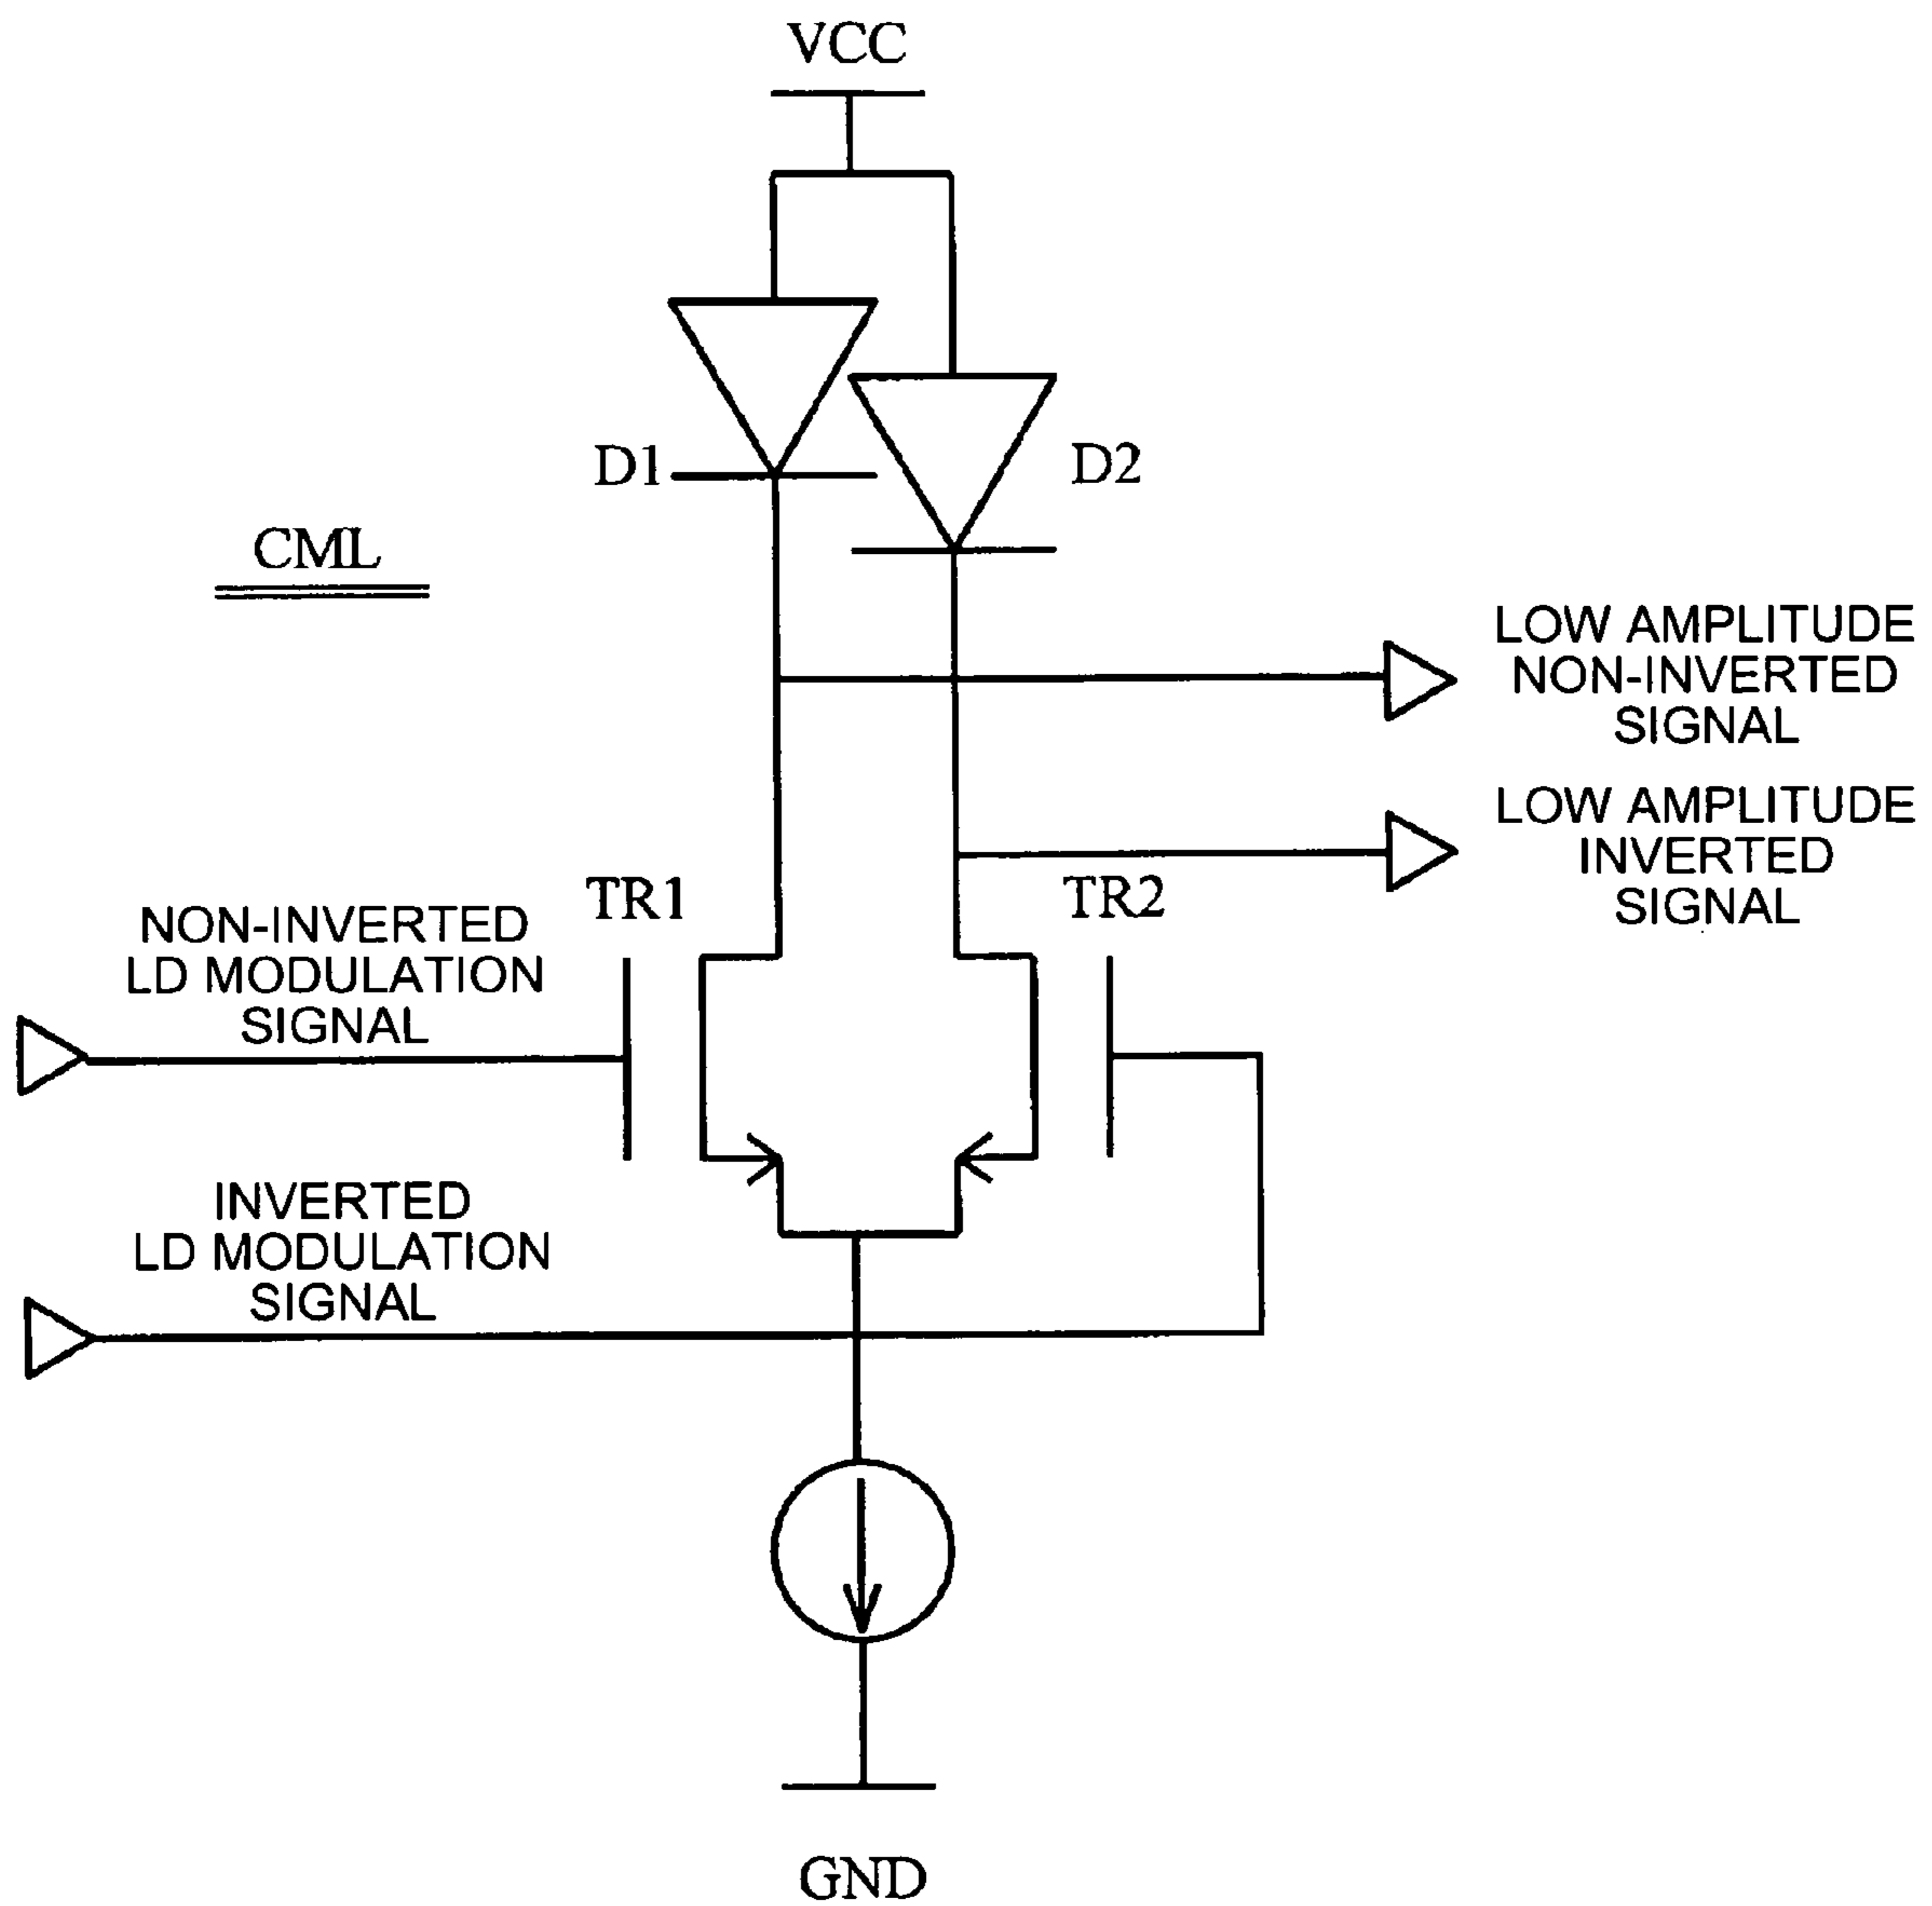 VCC
D1
D2
CML
LOW AMPLITUDE
NON-INVERTED
SIGNAL
LOW AMPLITUDE
INVERTED
SIGNAL
TR1
TR2
NON-INVERTED
LD MODULATION
SIGNAL
INVERTED
LD MODULATION
SIGNAL
GND